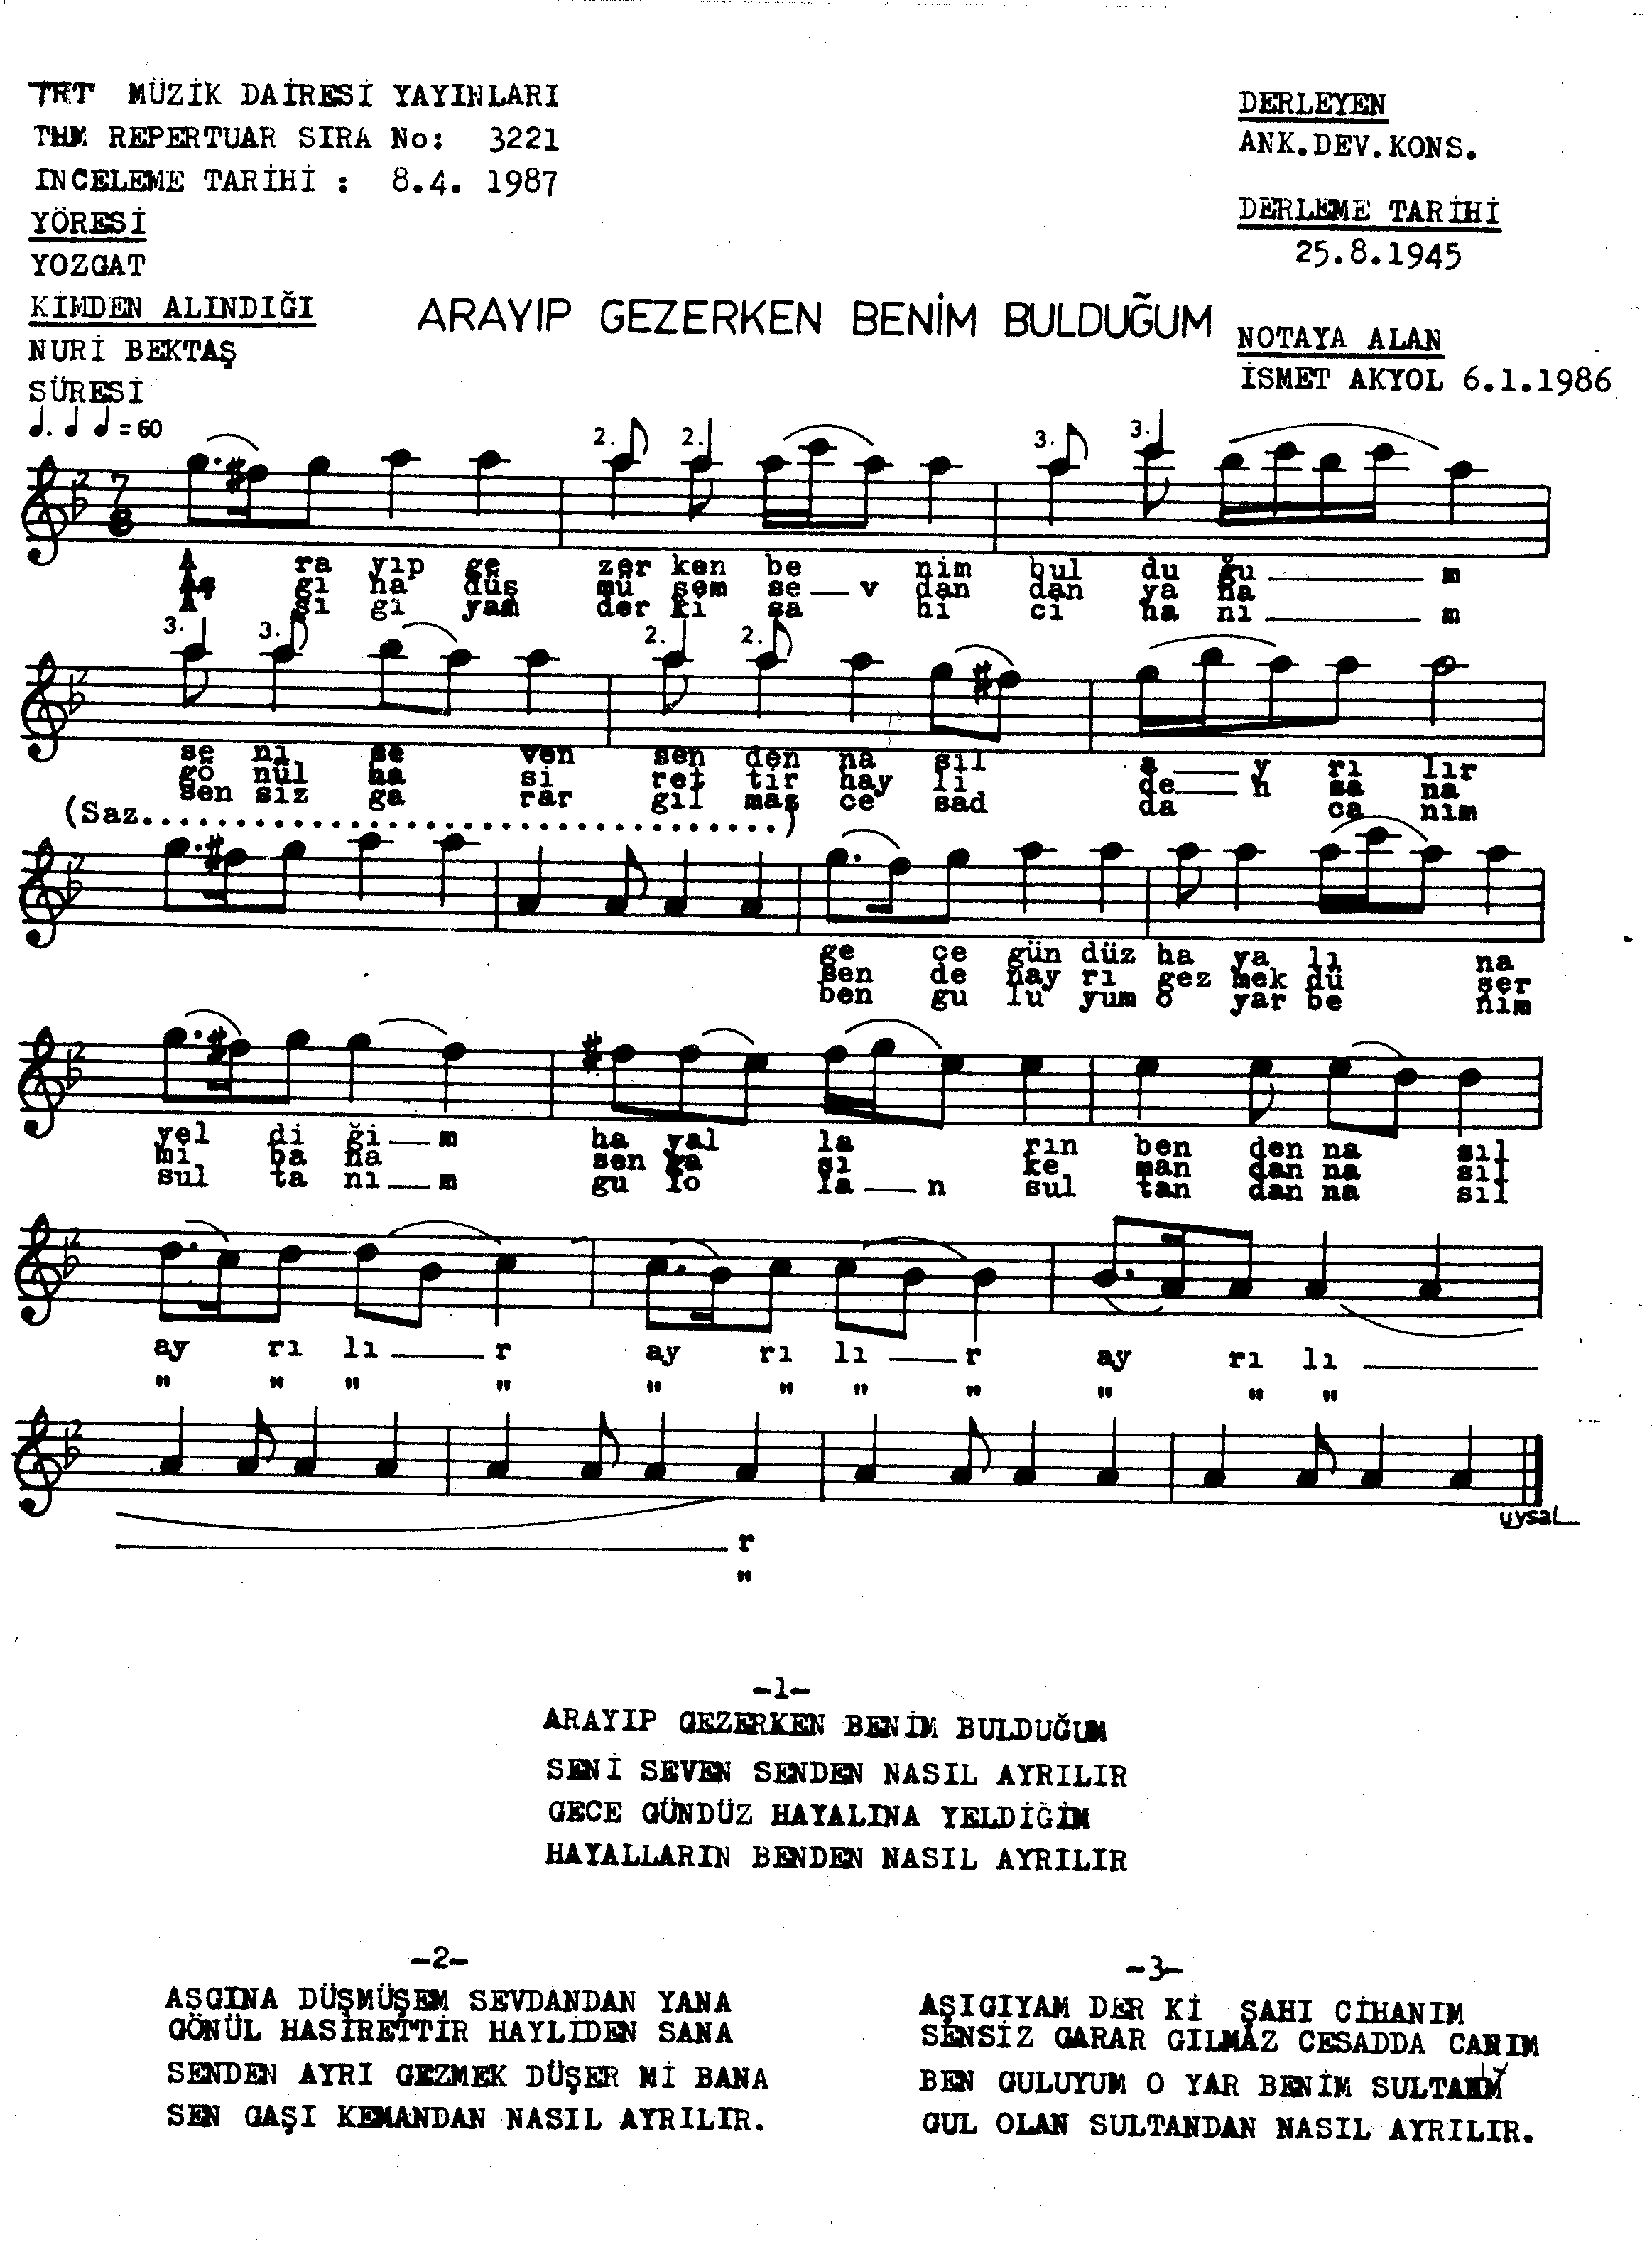 TRT MÜZİK DAİRESİ YAYINLARI
THM REPERTUAR SIRA No: 3221
INCELEME TARİHİ : 8.4. 1987
YÖRESİ
YOZGAT
KİMDEN ALINDIĞI
NURİ BEKTAŞ
SÜRESİ
= 60
DERLEYEN
ANK.DEV.KONS.
DERLEME TARİHİ
25.8.1945
NOTAYA ALAN
İSMET AKYOL 6.1.1986
ARAYIP GEZERKEN BENİM BULDUĞUM
2. 2. 3. 3.
7
8
A ra yıp ge zer ken be nim bul du ğu m
Aş gı na düş mü şem se v dan dan ya na
A şı gı yam der ki şa hı ci ha nı m
3. 3. 2. 2.
se ni se ven sen den na sıl a y rı lır
gö nül ha si ret tir hay li de n sa na
sen siz ga rar gıl maz ce sad da ca nım
(Saz..............................)
ge ce gün düz ha ya lı na
sen de nay rı gez mek dü şer
ben gu lu yum o yar be nim
yel di ği m ha yal la rın ben den na sıl
mi ba na sen ga şı ke man dan na sıl
sul ta nı m gu lo la n sul tan dan na sıl
ay rı lı r ay rı lı r ay rı lı
" " " " " " " " " " "
r
"
uysal
-1-
ARAYIP GEZERKEN BENİM BULDUĞUM
SENİ SEVEN SENDEN NASIL AYRILIR
GECE GÜNDÜZ HAYALINA YELDİĞİM
HAYALLARIN BENDEN NASIL AYRILIR
-2-
AŞGINA DÜŞMÜŞEM SEVDANDAN YANA
GÖNÜL HASİRETTİR HAYLİDEN SANA
SENDEN AYRI GEZMEK DÜŞER Mİ BANA
SEN GAŞI KEMANDAN NASIL AYRILIR.
-3-
AŞIGIYAM DER Kİ ŞAHI CİHANIM
SENSİZ GARAR GILMAZ CESADDA CANIM
BEN GULUYUM O YAR BENİM SULTANIM
GUL OLAN SULTANDAN NASIL AYRILIR.